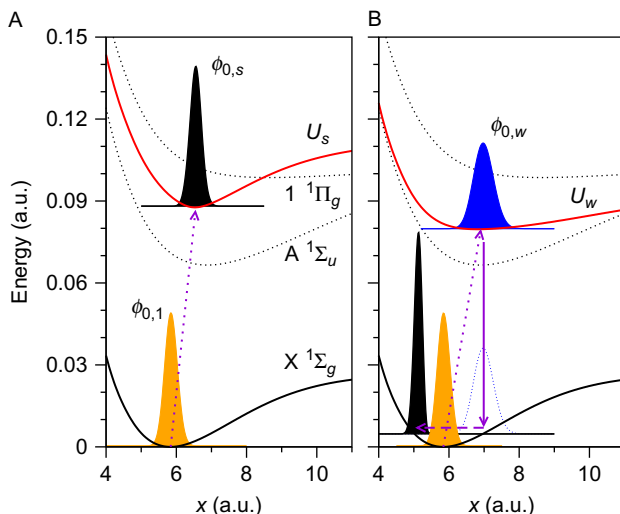 A
B
0.15
0.12
0.09
0.06
0.03
0
Energy (a.u.)
ϕ0,s
Us
1 ¹Πg
A ¹Σu
ϕ0,1
X ¹Σg
4 6 8 10
x (a.u.)
ϕ0,w
Uw
4 6 8 10
x (a.u.)